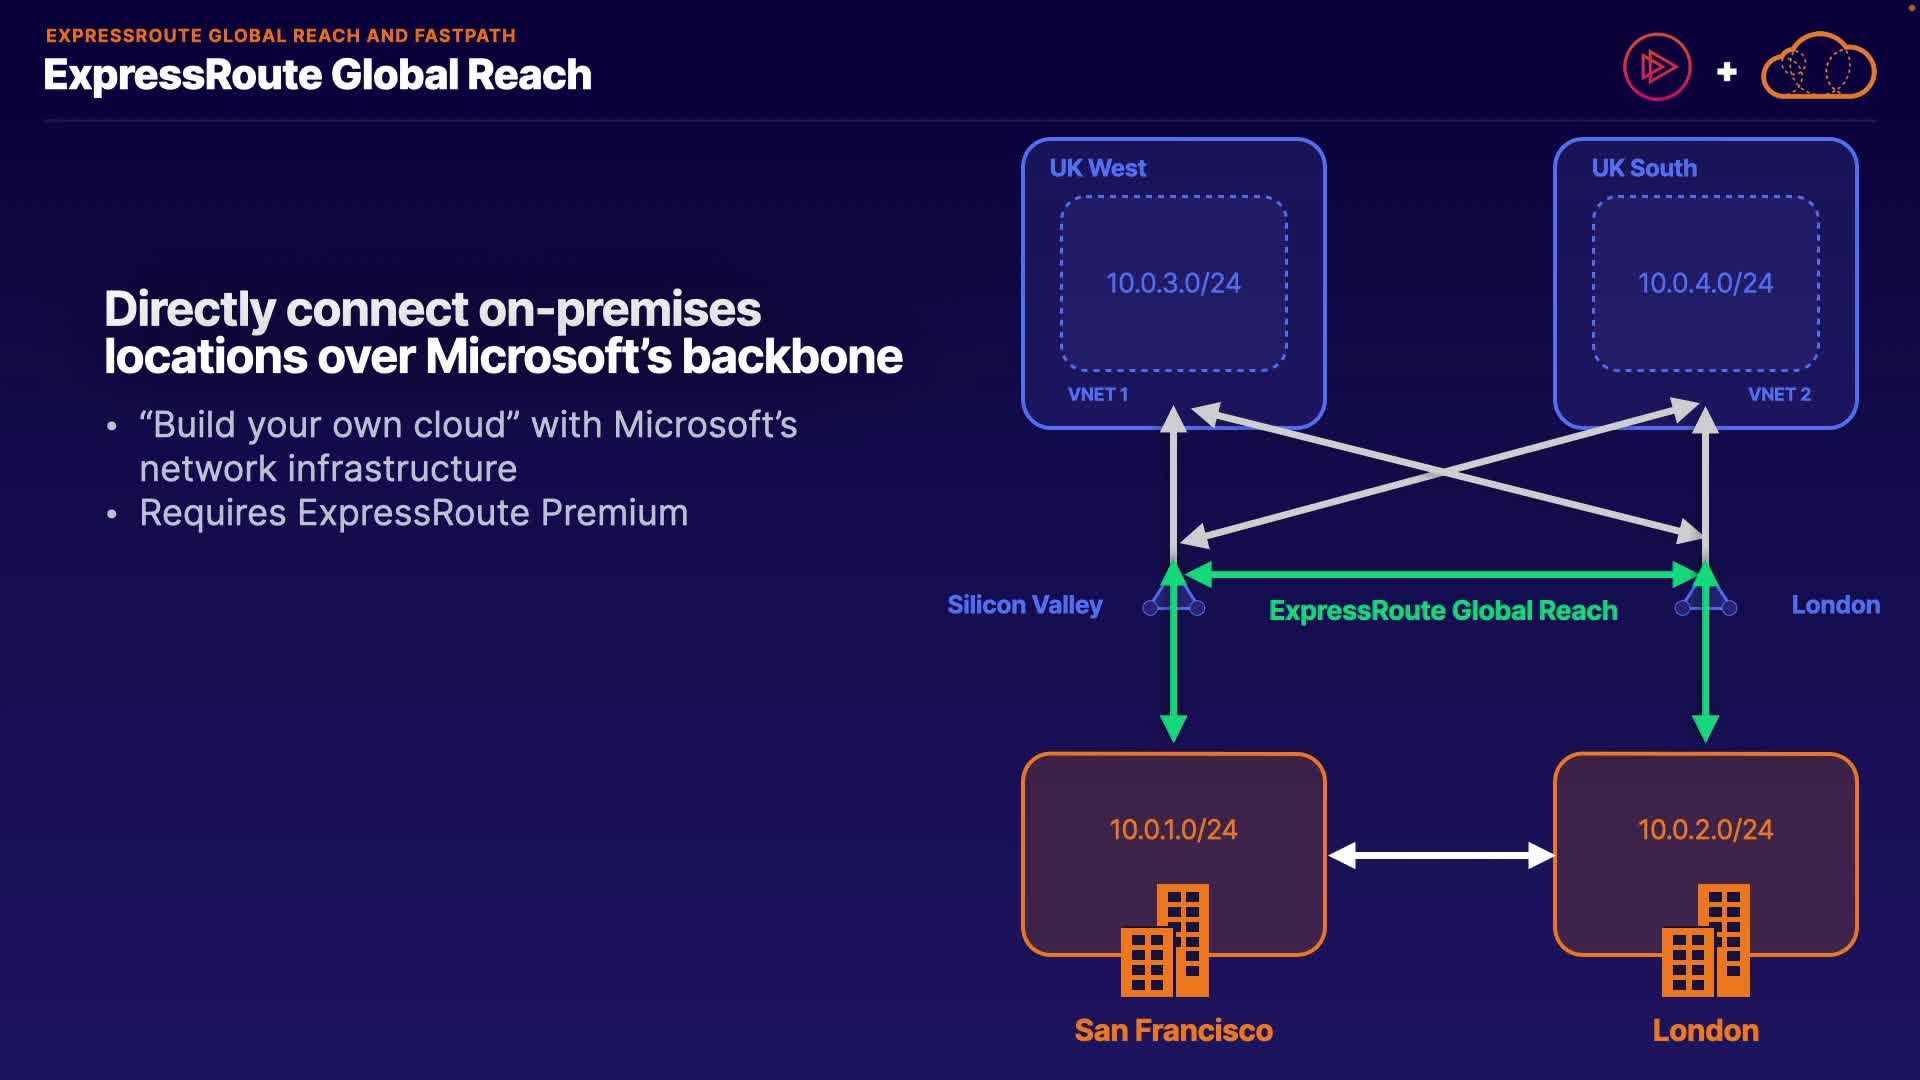 EXPRESSROUTE GLOBAL REACH AND FASTPATH
ExpressRoute Global Reach
+
UK West
UK South
10.0.3.0/24
10.0.4.0/24
VNET 1
VNET 2
Directly connect on-premises
locations over Microsoft’s backbone
• “Build your own cloud” with Microsoft’s
network infrastructure
• Requires ExpressRoute Premium
Silicon Valley
ExpressRoute Global Reach
London
10.0.1.0/24
10.0.2.0/24
San Francisco
London